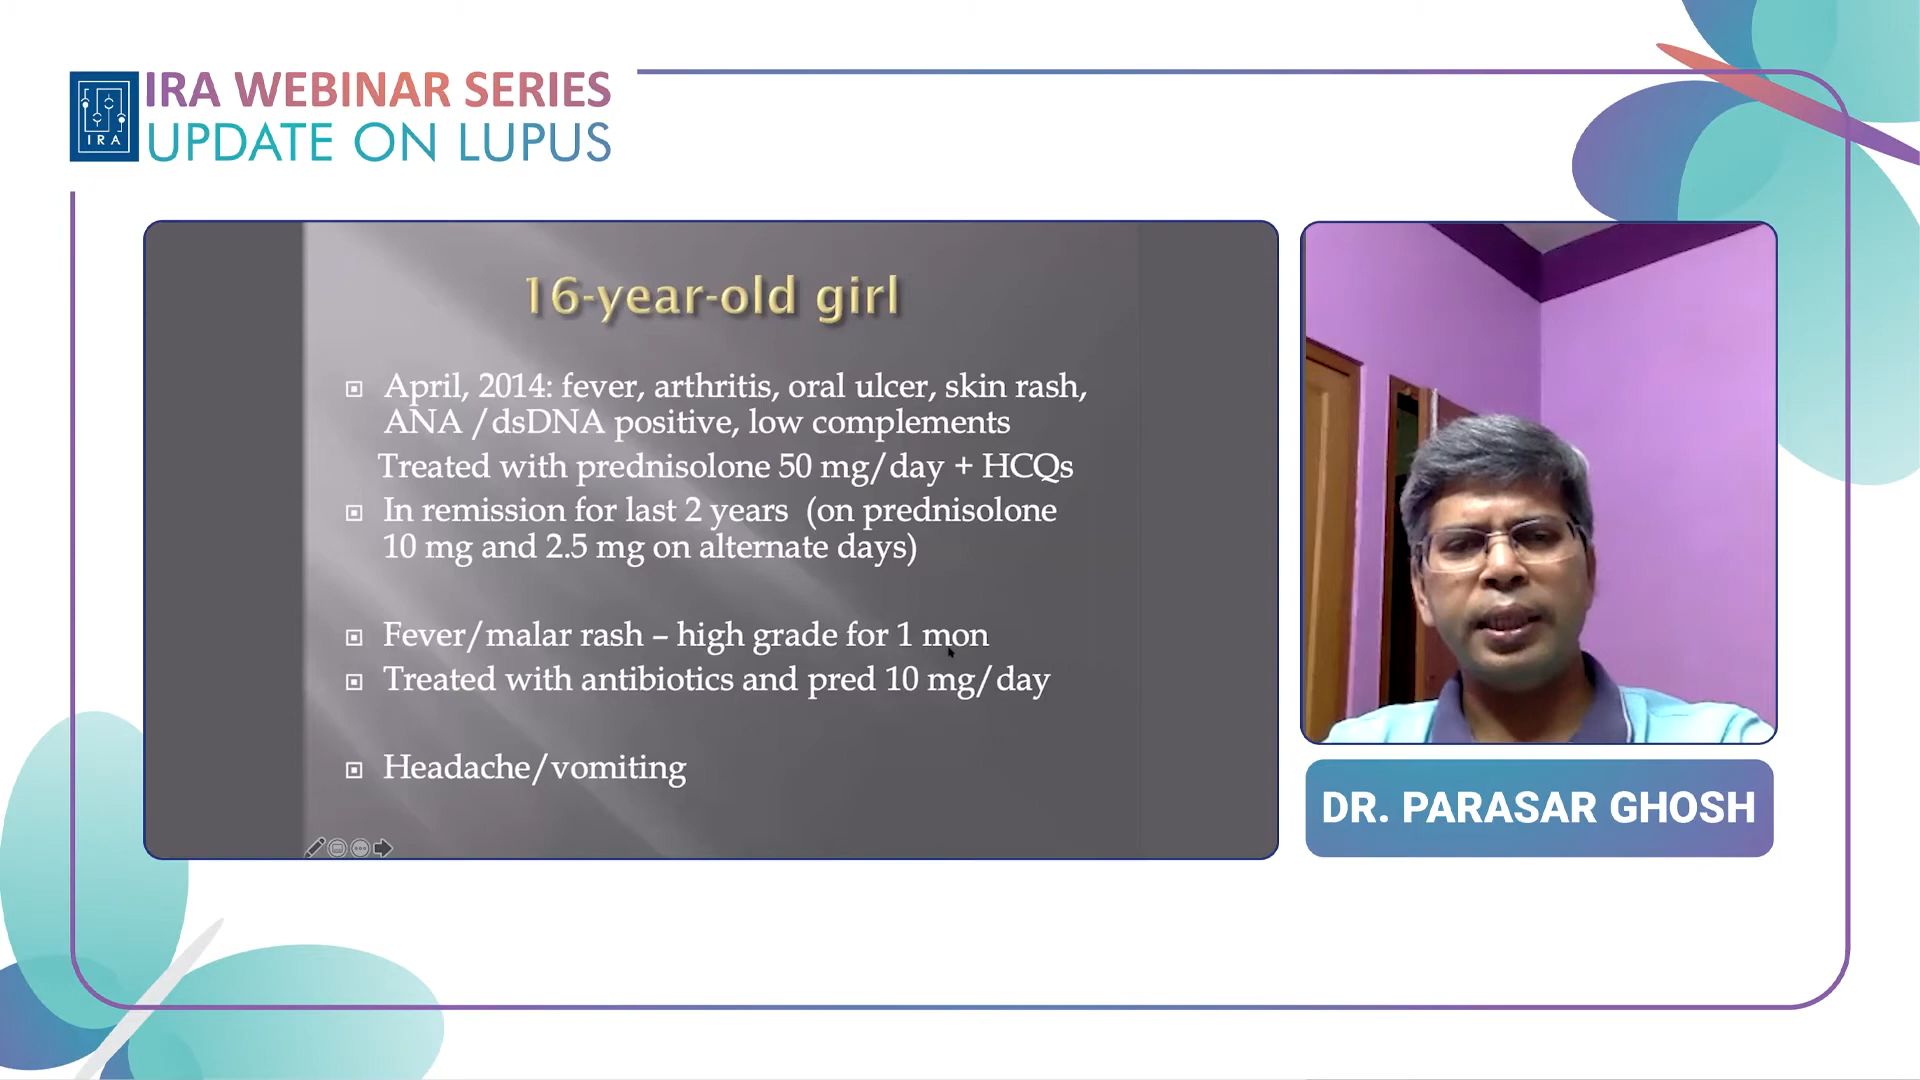 IRA WEBINAR SERIES
UPDATE ON LUPUS
IRA
16-year-old girl
April, 2014: fever, arthritis, oral ulcer, skin rash,
ANA /dsDNA positive, low complements
Treated with prednisolone 50 mg/day + HCQs
In remission for last 2 years (on prednisolone
10 mg and 2.5 mg on alternate days)
Fever/malar rash – high grade for 1 mon
Treated with antibiotics and pred 10 mg/day
Headache/vomiting
DR. PARASAR GHOSH